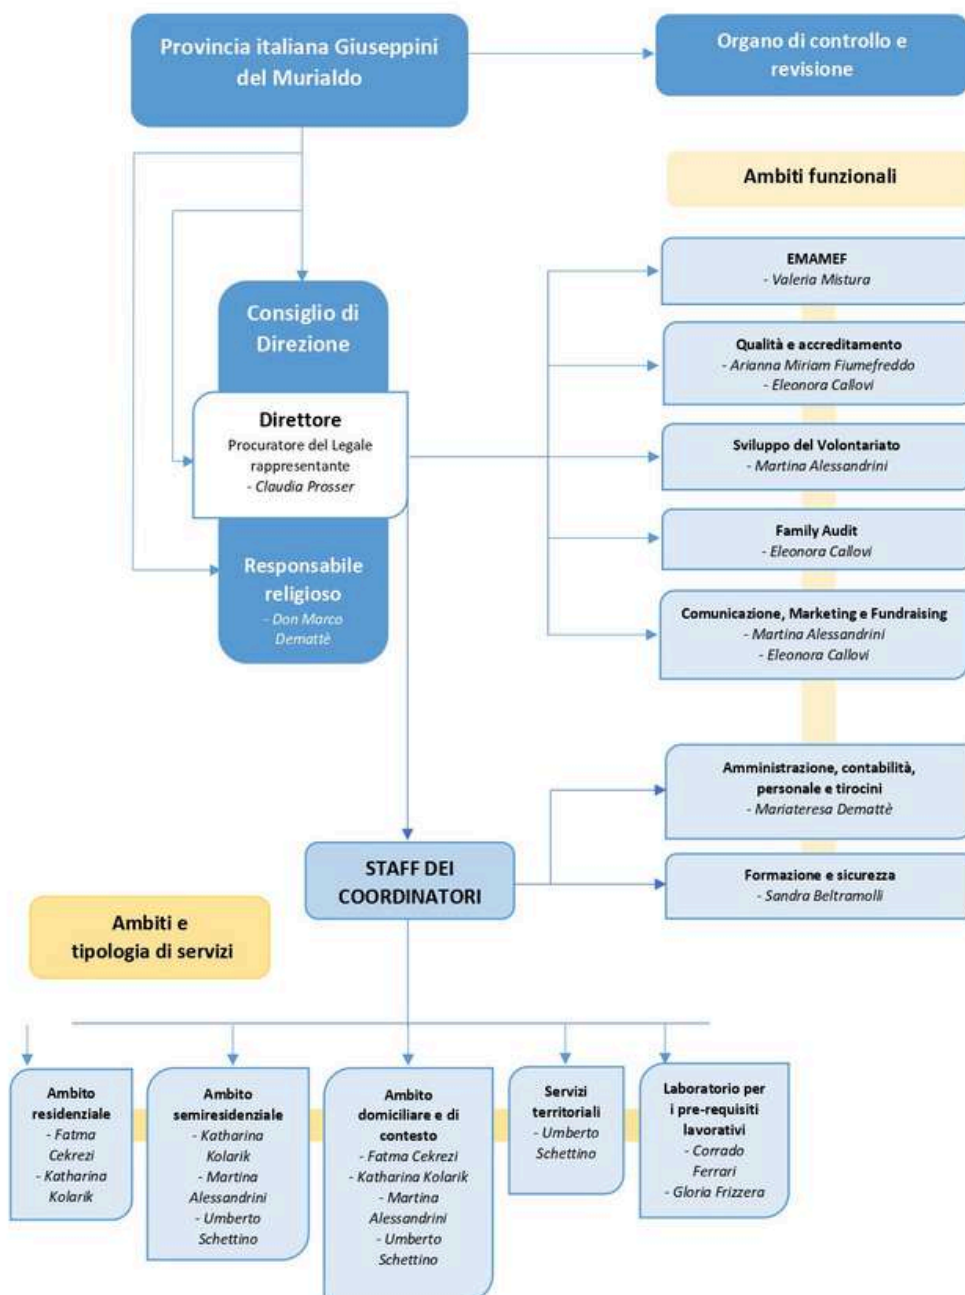 Provincia italiana Giuseppini
del Murialdo
Organo di controllo e
revisione
Ambiti funzionali
EMAMEF
- Valeria Mistura
Qualità e accreditamento
- Arianna Miriam Fiumefreddo
- Eleonora Callovi
Sviluppo del Volontariato
- Martina Alessandrini
Family Audit
- Eleonora Callovi
Comunicazione, Marketing e Fundraising
- Martina Alessandrini
- Eleonora Callovi
Consiglio di
Direzione
Direttore
Procuratore del Legale
rappresentante
- Claudia Prosser
Responsabile
religioso
- Don Marco
Demattè
Amministrazione, contabilità,
personale e tirocini
- Mariateresa Demattè
Formazione e sicurezza
- Sandra Beltramolli
STAFF DEI
COORDINATORI
Ambiti e
tipologia di servizi
Ambito
residenziale
- Fatma
Cekrezi
- Katharina
Kolarik
Ambito
semiresidenziale
- Katharina
Kolarik
- Martina
Alessandrini
- Umberto
Schettino
Ambito
domiciliare e di
contesto
- Fatma Cekrezi
- Katharina Kolarik
- Martina
Alessandrini
- Umberto
Schettino
Servizi
territoriali
- Umberto
Schettino
Laboratorio per
i pre-requisiti
lavorativi
- Corrado
Ferrari
- Gloria Frizzera